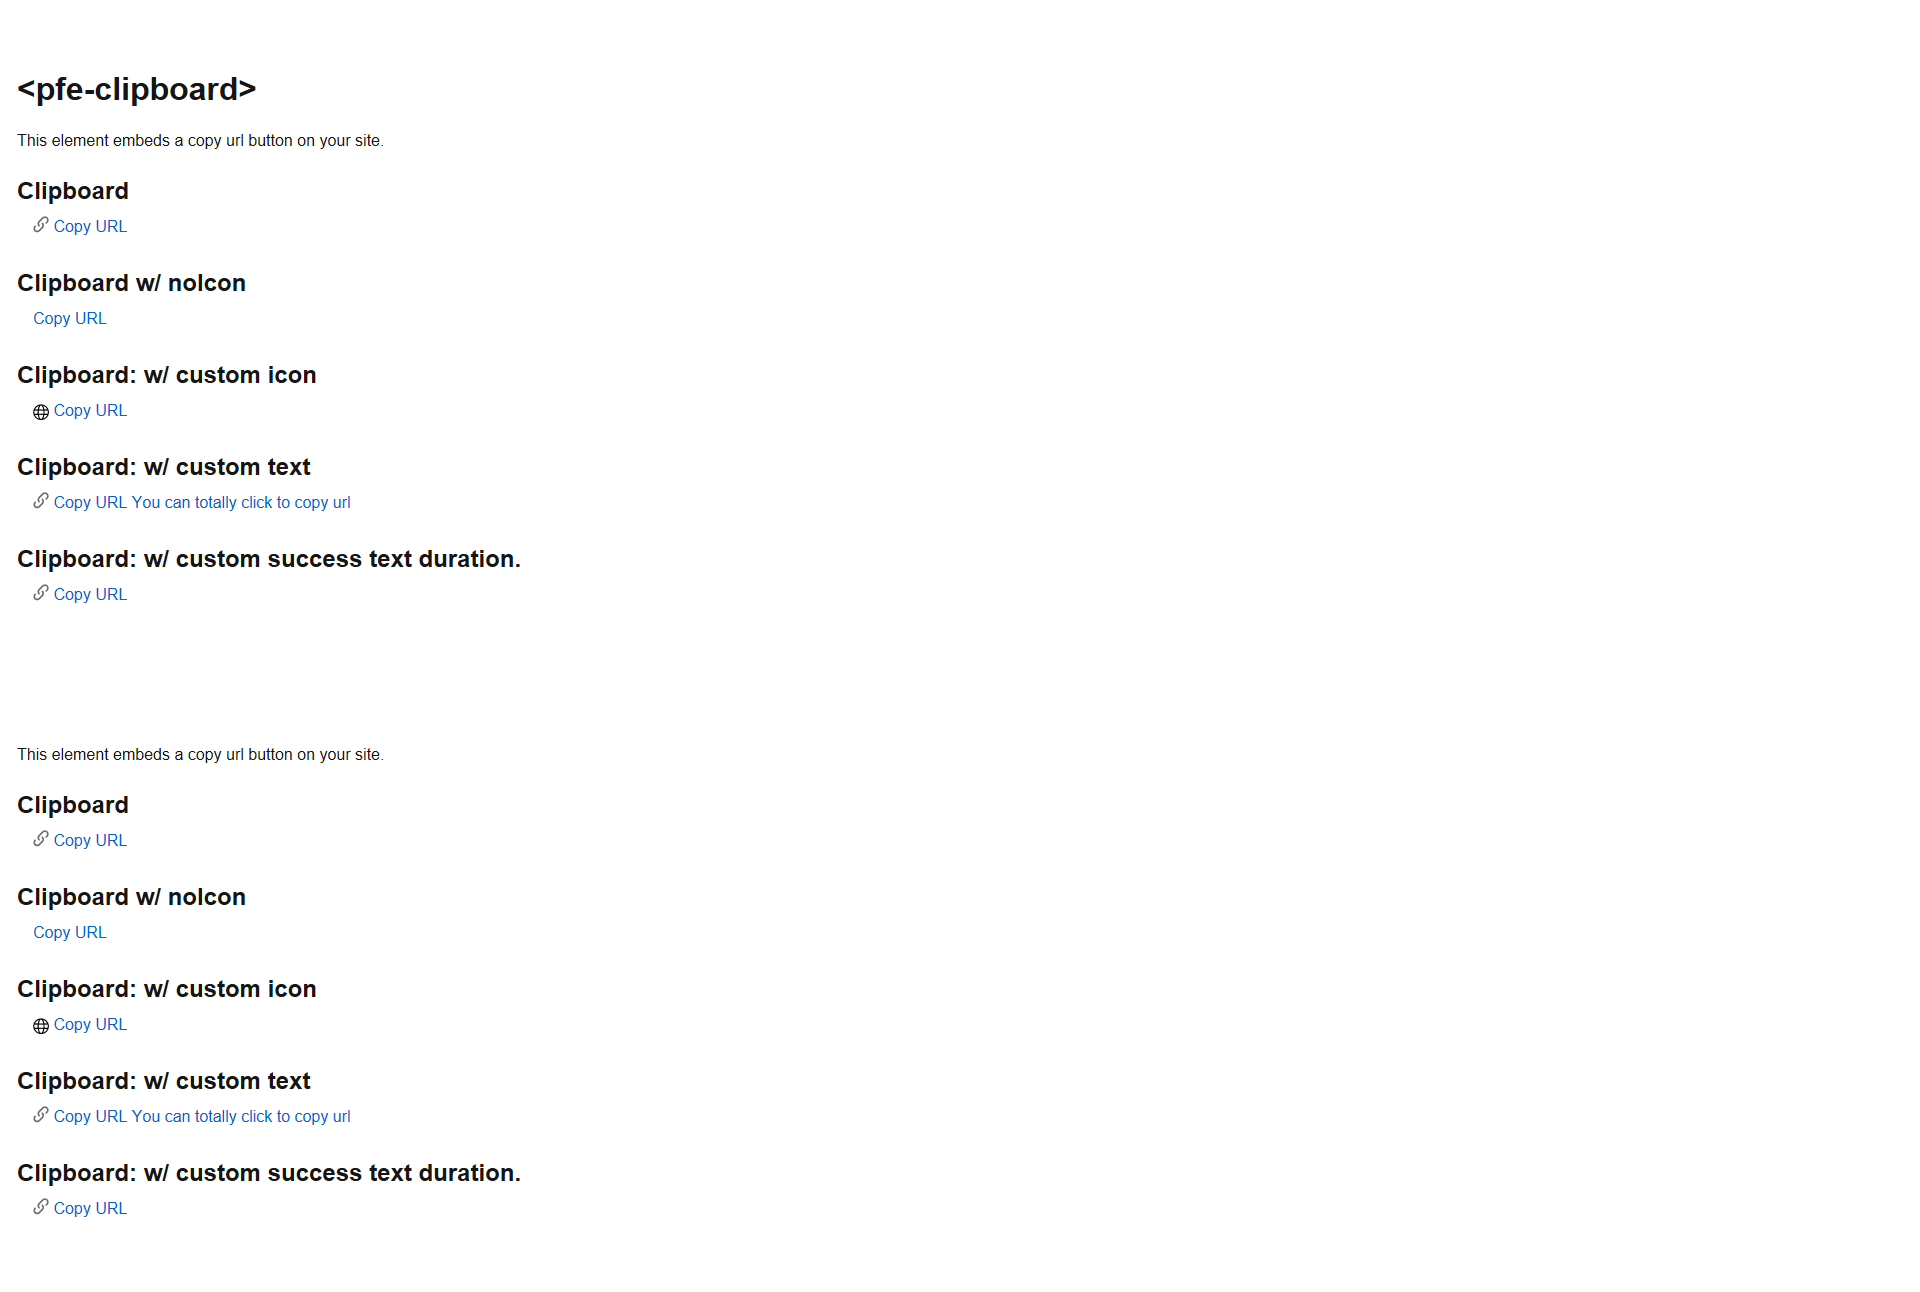 <pfe-clipboard>
This element embeds a copy url button on your site.
Clipboard
Copy URL
Clipboard w/ noIcon
Copy URL
Clipboard: w/ custom icon
Copy URL
Clipboard: w/ custom text
Copy URL You can totally click to copy url
Clipboard: w/ custom success text duration.
Copy URL
This element embeds a copy url button on your site.
Clipboard
Copy URL
Clipboard w/ noIcon
Copy URL
Clipboard: w/ custom icon
Copy URL
Clipboard: w/ custom text
Copy URL You can totally click to copy url
Clipboard: w/ custom success text duration.
Copy URL